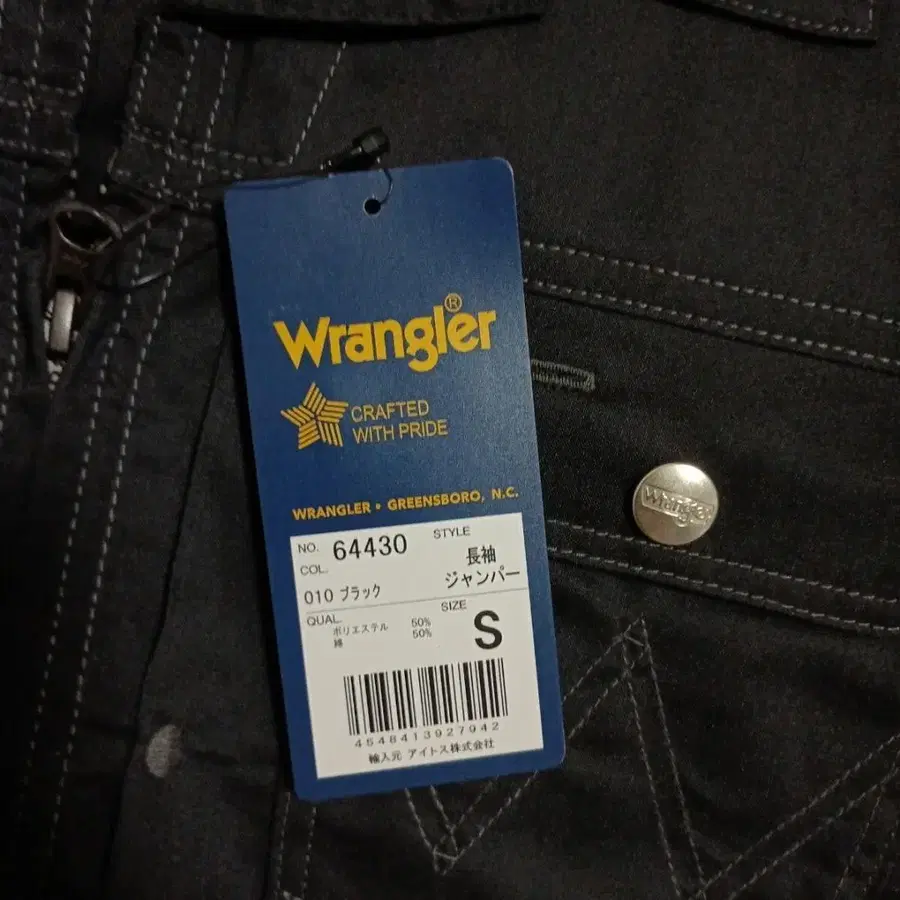 Wrangler®
CRAFTED
WITH PRIDE
WRANGLER • GREENSBORO, N.C.
NO. 64430
STYLE
長袖
ジャンパー
COL.
010 ブラック
QUAL.
ポリエステル 50%
綿 50%
SIZE
S
4548413927942
輸入元 アイトス株式会社
Wrangler